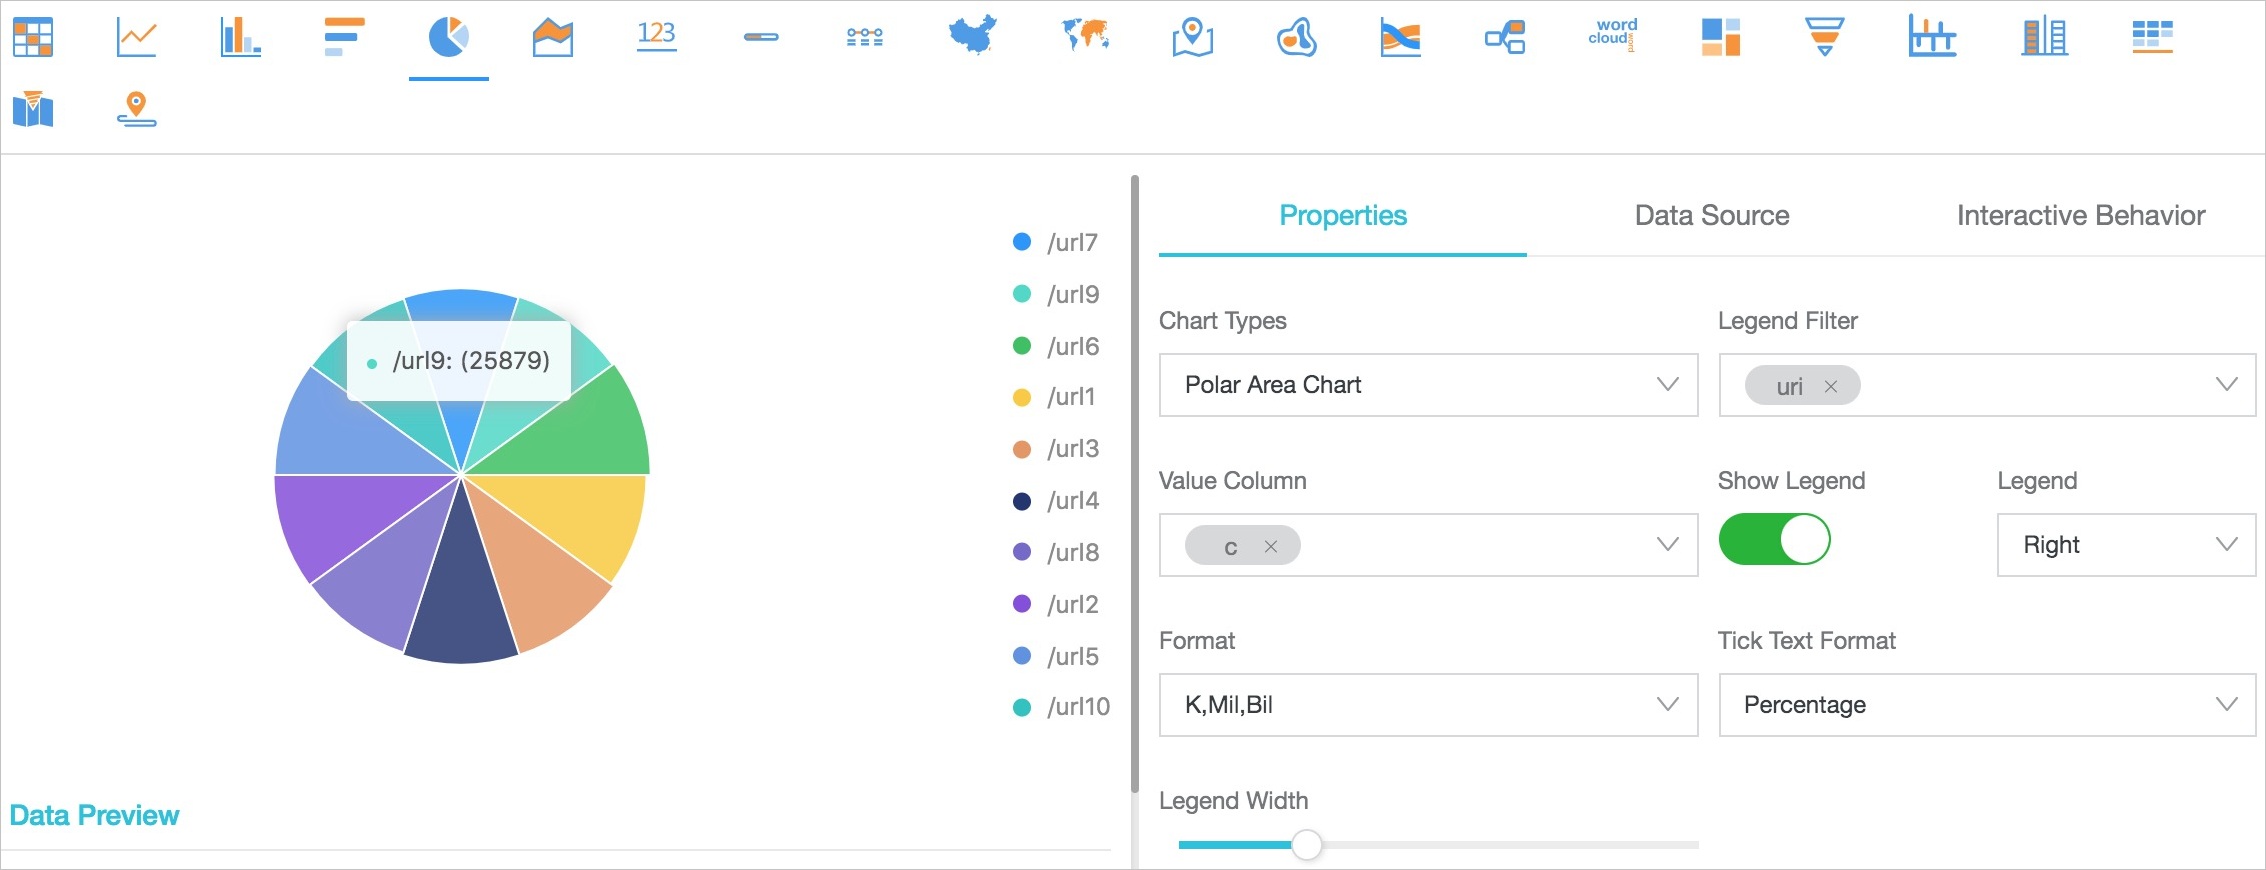 123
word
cloud
word
/url7
/url9
/url6
/url1
/url3
/url4
/url8
/url2
/url5
/url10
/url9: (25879)
Data Preview
Properties Data Source Interactive Behavior
Chart Types Legend Filter
Polar Area Chart uri ×
Value Column Show Legend Legend
c × Right
Format Tick Text Format
K,Mil,Bil Percentage
Legend Width